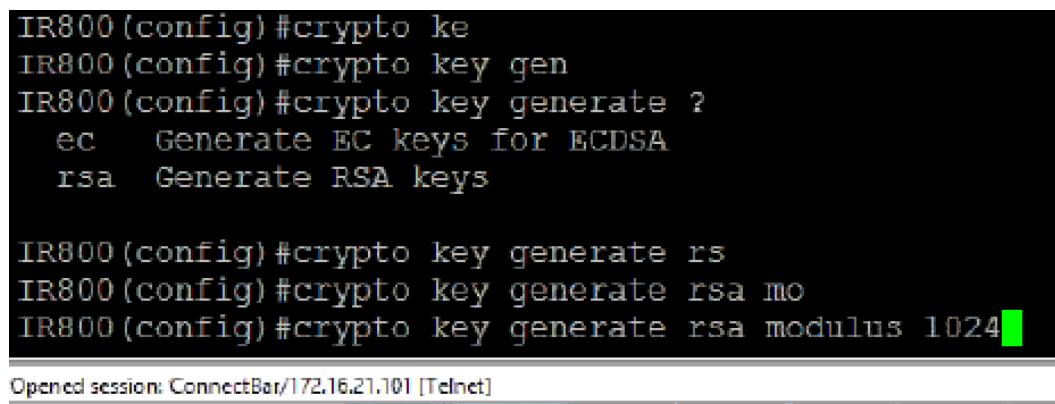 IR800(config)#crypto ke
IR800(config)#crypto key gen
IR800(config)#crypto key generate ?
ec Generate EC keys for ECDSA
rsa Generate RSA keys
IR800(config)#crypto key generate rs
IR800(config)#crypto key generate rsa mo
IR800(config)#crypto key generate rsa modulus 1024
Opened session: ConnectBar/172.16.21.101 [Telnet]